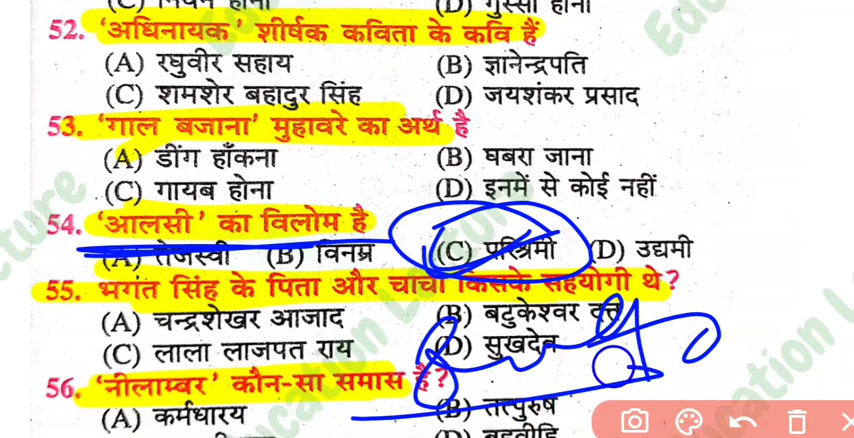 52. 'अधिनायक' शीर्षक कविता के कवि हैं
(A) रघुवीर सहाय (B) ज्ञानेन्द्रपति
(C) शमशेर बहादुर सिंह (D) जयशंकर प्रसाद
53. 'गाल बजाना' मुहावरे का अर्थ है
(A) डींग हाँकना (B) घबरा जाना
(C) गायब होना (D) इनमें से कोई नहीं
54. 'आलसी' का विलोम है
(A) तेजस्वी (B) विनम्र (C) परिश्रमी (D) उद्यमी
55. भगत सिंह के पिता और चाचा किसके सहयोगी थे?
(A) चन्द्रशेखर आजाद (B) बटुकेश्वर दत्त
(C) लाला लाजपत राय (D) सुखदेव
56. 'नीलाम्बर' कौन-सा समास है?
(A) कर्मधारय (B) तत्पुरुष